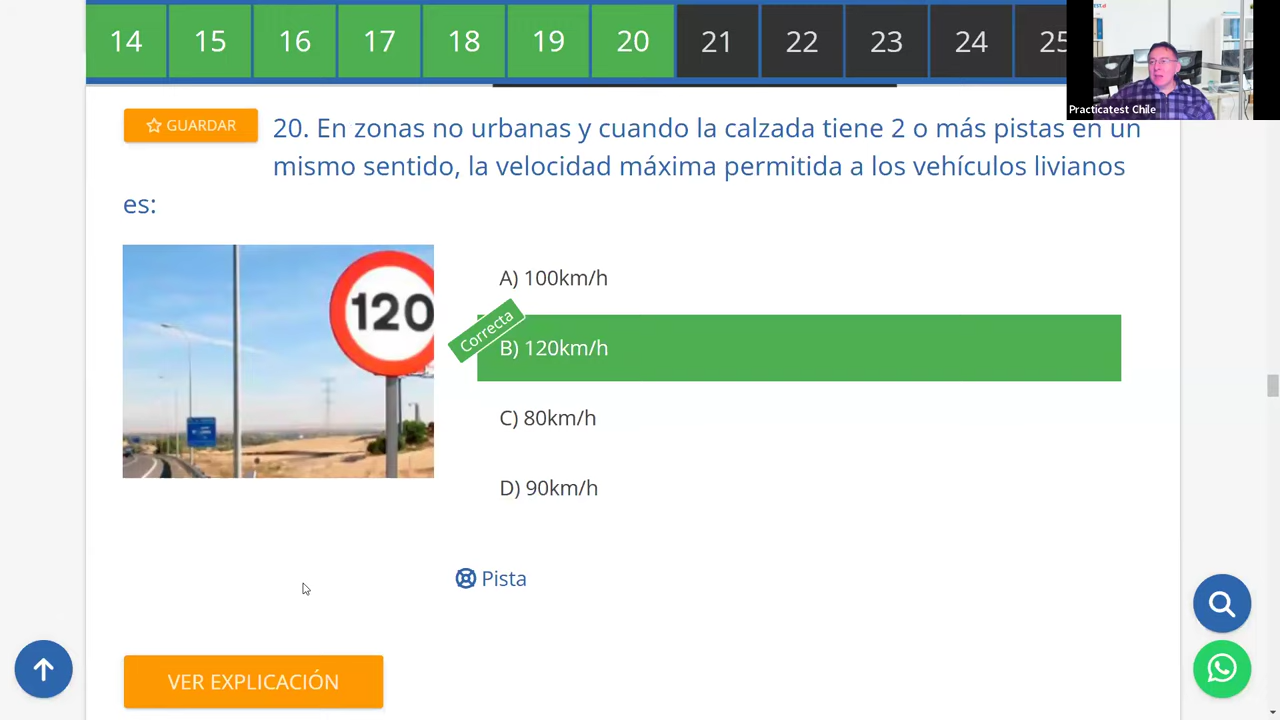 14 15 16 17 18 19 20 21 22 23 24 25
Practicatest Chile
GUARDAR
20. En zonas no urbanas y cuando la calzada tiene 2 o más pistas en un
mismo sentido, la velocidad máxima permitida a los vehículos livianos
es:
120
A) 100km/h
Correcta
B) 120km/h
C) 80km/h
D) 90km/h
Pista
VER EXPLICACIÓN